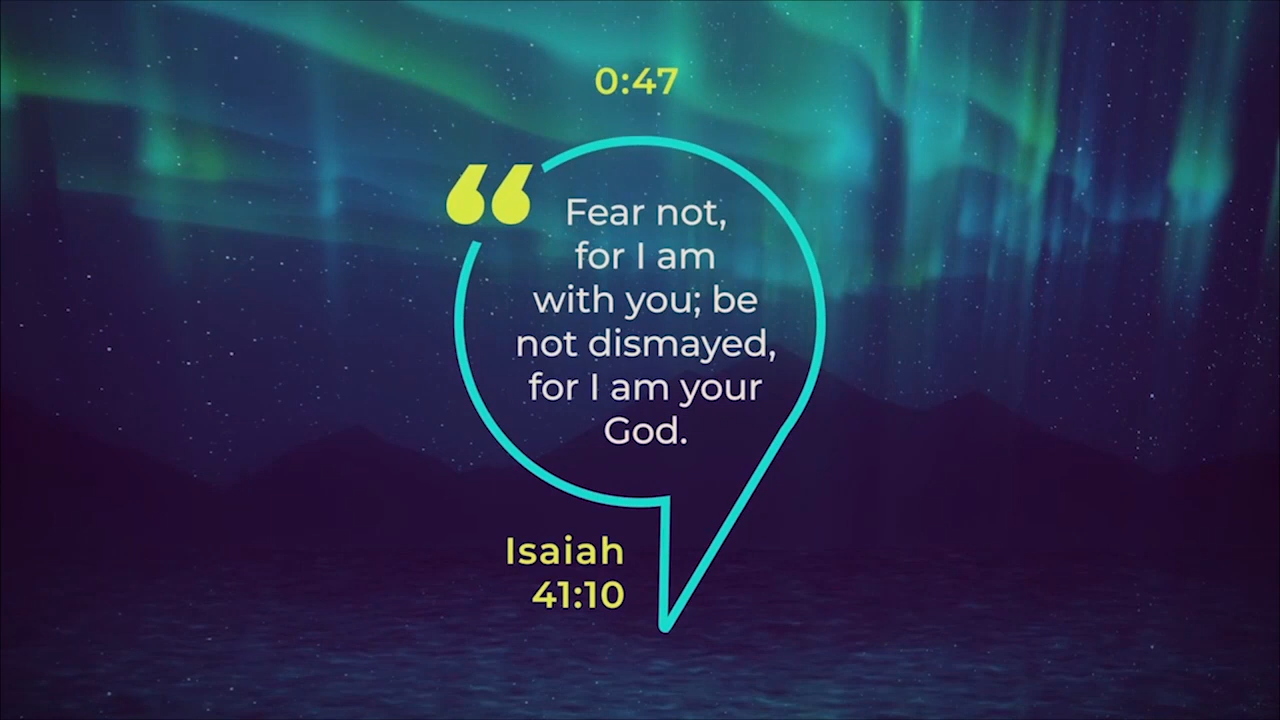 0:47
“
Fear not,
for I am
with you; be
not dismayed,
for I am your
God.
Isaiah
41:10